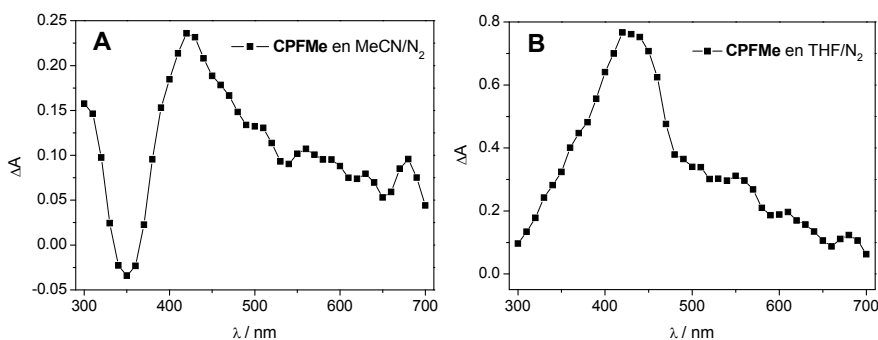 A
CPFMe en MeCN/N2
0.25
0.20
0.15
0.10
0.05
0.00
-0.05
ΔA
300 400 500 600 700
λ / nm
B
CPFMe en THF/N2
0.8
0.6
0.4
0.2
0.0
ΔA
300 400 500 600 700
λ / nm